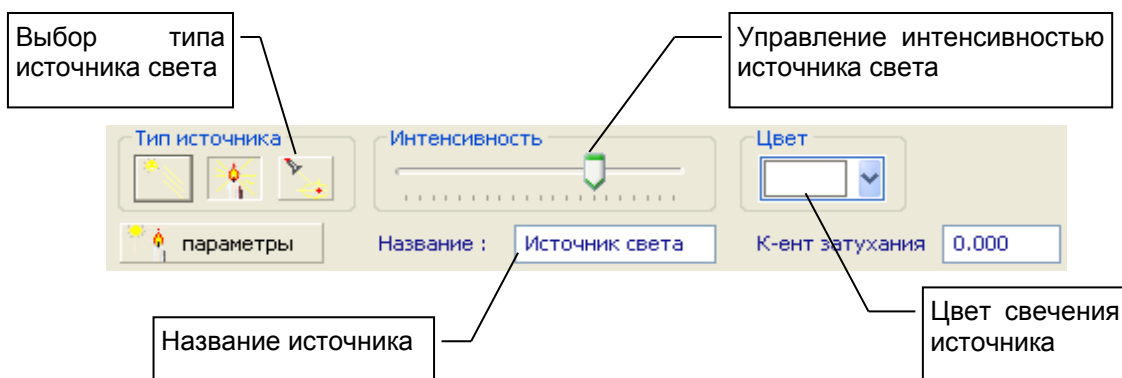 Выбор типа
источника света
Управление интенсивностью
источника света
Тип источника
Интенсивность
Цвет
параметры
Название :
Источник света
К-ент затухания
0.000
Название источника
Цвет свечения
источника